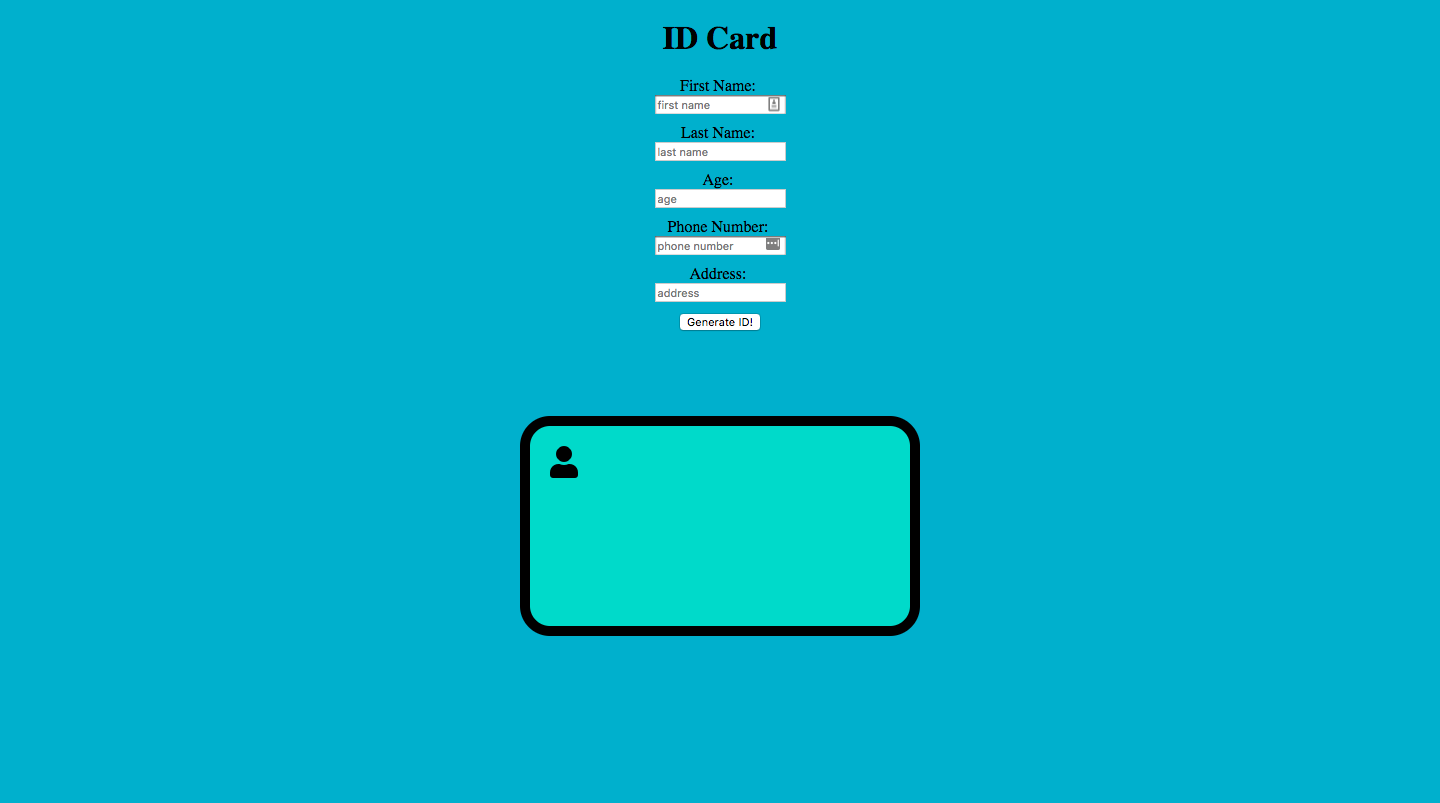 ID Card
First Name:
first name
Last Name:
last name
Age:
age
Phone Number:
phone number
Address:
address
Generate ID!